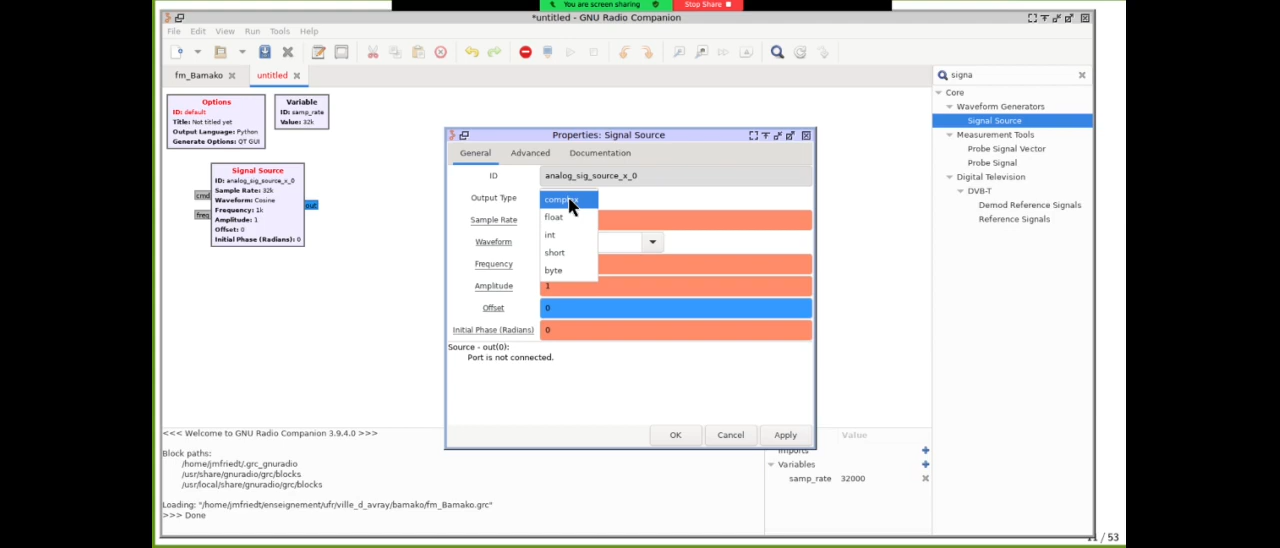 You are screen sharing
Stop Share
*untitled - GNU Radio Companion
File Edit View Run Tools Help
fm_Bamako
untitled
signa
Options
ID: default
Title: Not titled yet
Output Language: Python
Generate Options: QT GUI
Variable
ID: samp_rate
Value: 32k
Signal Source
ID: analog_sig_source_x_0
Sample Rate: 32k
Waveform: Cosine
Frequency: 1k
Amplitude: 1
Offset: 0
Initial Phase (Radians): 0
cmd
freq
out
Properties: Signal Source
General Advanced Documentation
ID analog_sig_source_x_0
Output Type
complex
float
int
short
byte
Sample Rate
Waveform
Frequency
Amplitude 1
Offset 0
Initial Phase (Radians) 0
Source - out(0):
Port is not connected.
OK Cancel Apply
Core
Waveform Generators
Signal Source
Measurement Tools
Probe Signal Vector
Probe Signal
Digital Television
DVB-T
Demod Reference Signals
Reference Signals
<<< Welcome to GNU Radio Companion 3.9.4.0 >>>
Block paths:
/home/jmfriedt/.grc_gnuradio
/usr/share/gnuradio/grc/blocks
/usr/local/share/gnuradio/grc/blocks
Loading: "/home/jmfriedt/enseignement/ufr/ville_d_avray/bamako/fm_Bamako.grc"
>>> Done
Value
Imports
Variables
samp_rate 32000
/ 53